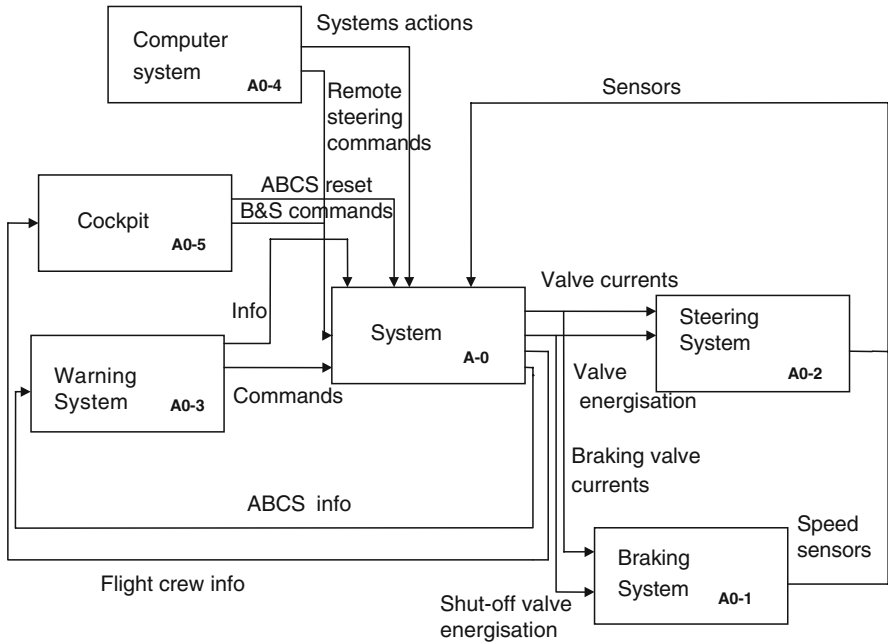 Computer
system
A0-4
Systems actions
Remote
steering
commands
Sensors
Cockpit
A0-5
ABCS reset
B&S commands
Info
Warning
System
A0-3
Commands
System
A-0
Valve currents
Steering
System
A0-2
Valve
energisation
Braking valve
currents
ABCS info
Flight crew info
Braking
System
A0-1
Speed
sensors
Shut-off valve
energisation